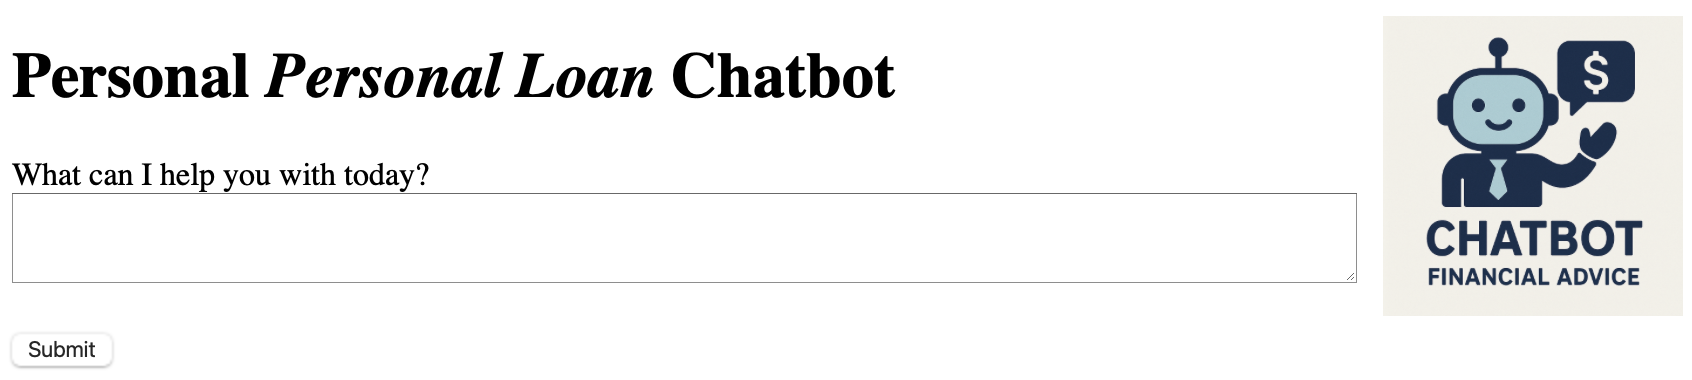 Personal Personal Loan Chatbot
What can I help you with today?
Submit
$
CHATBOT
FINANCIAL ADVICE